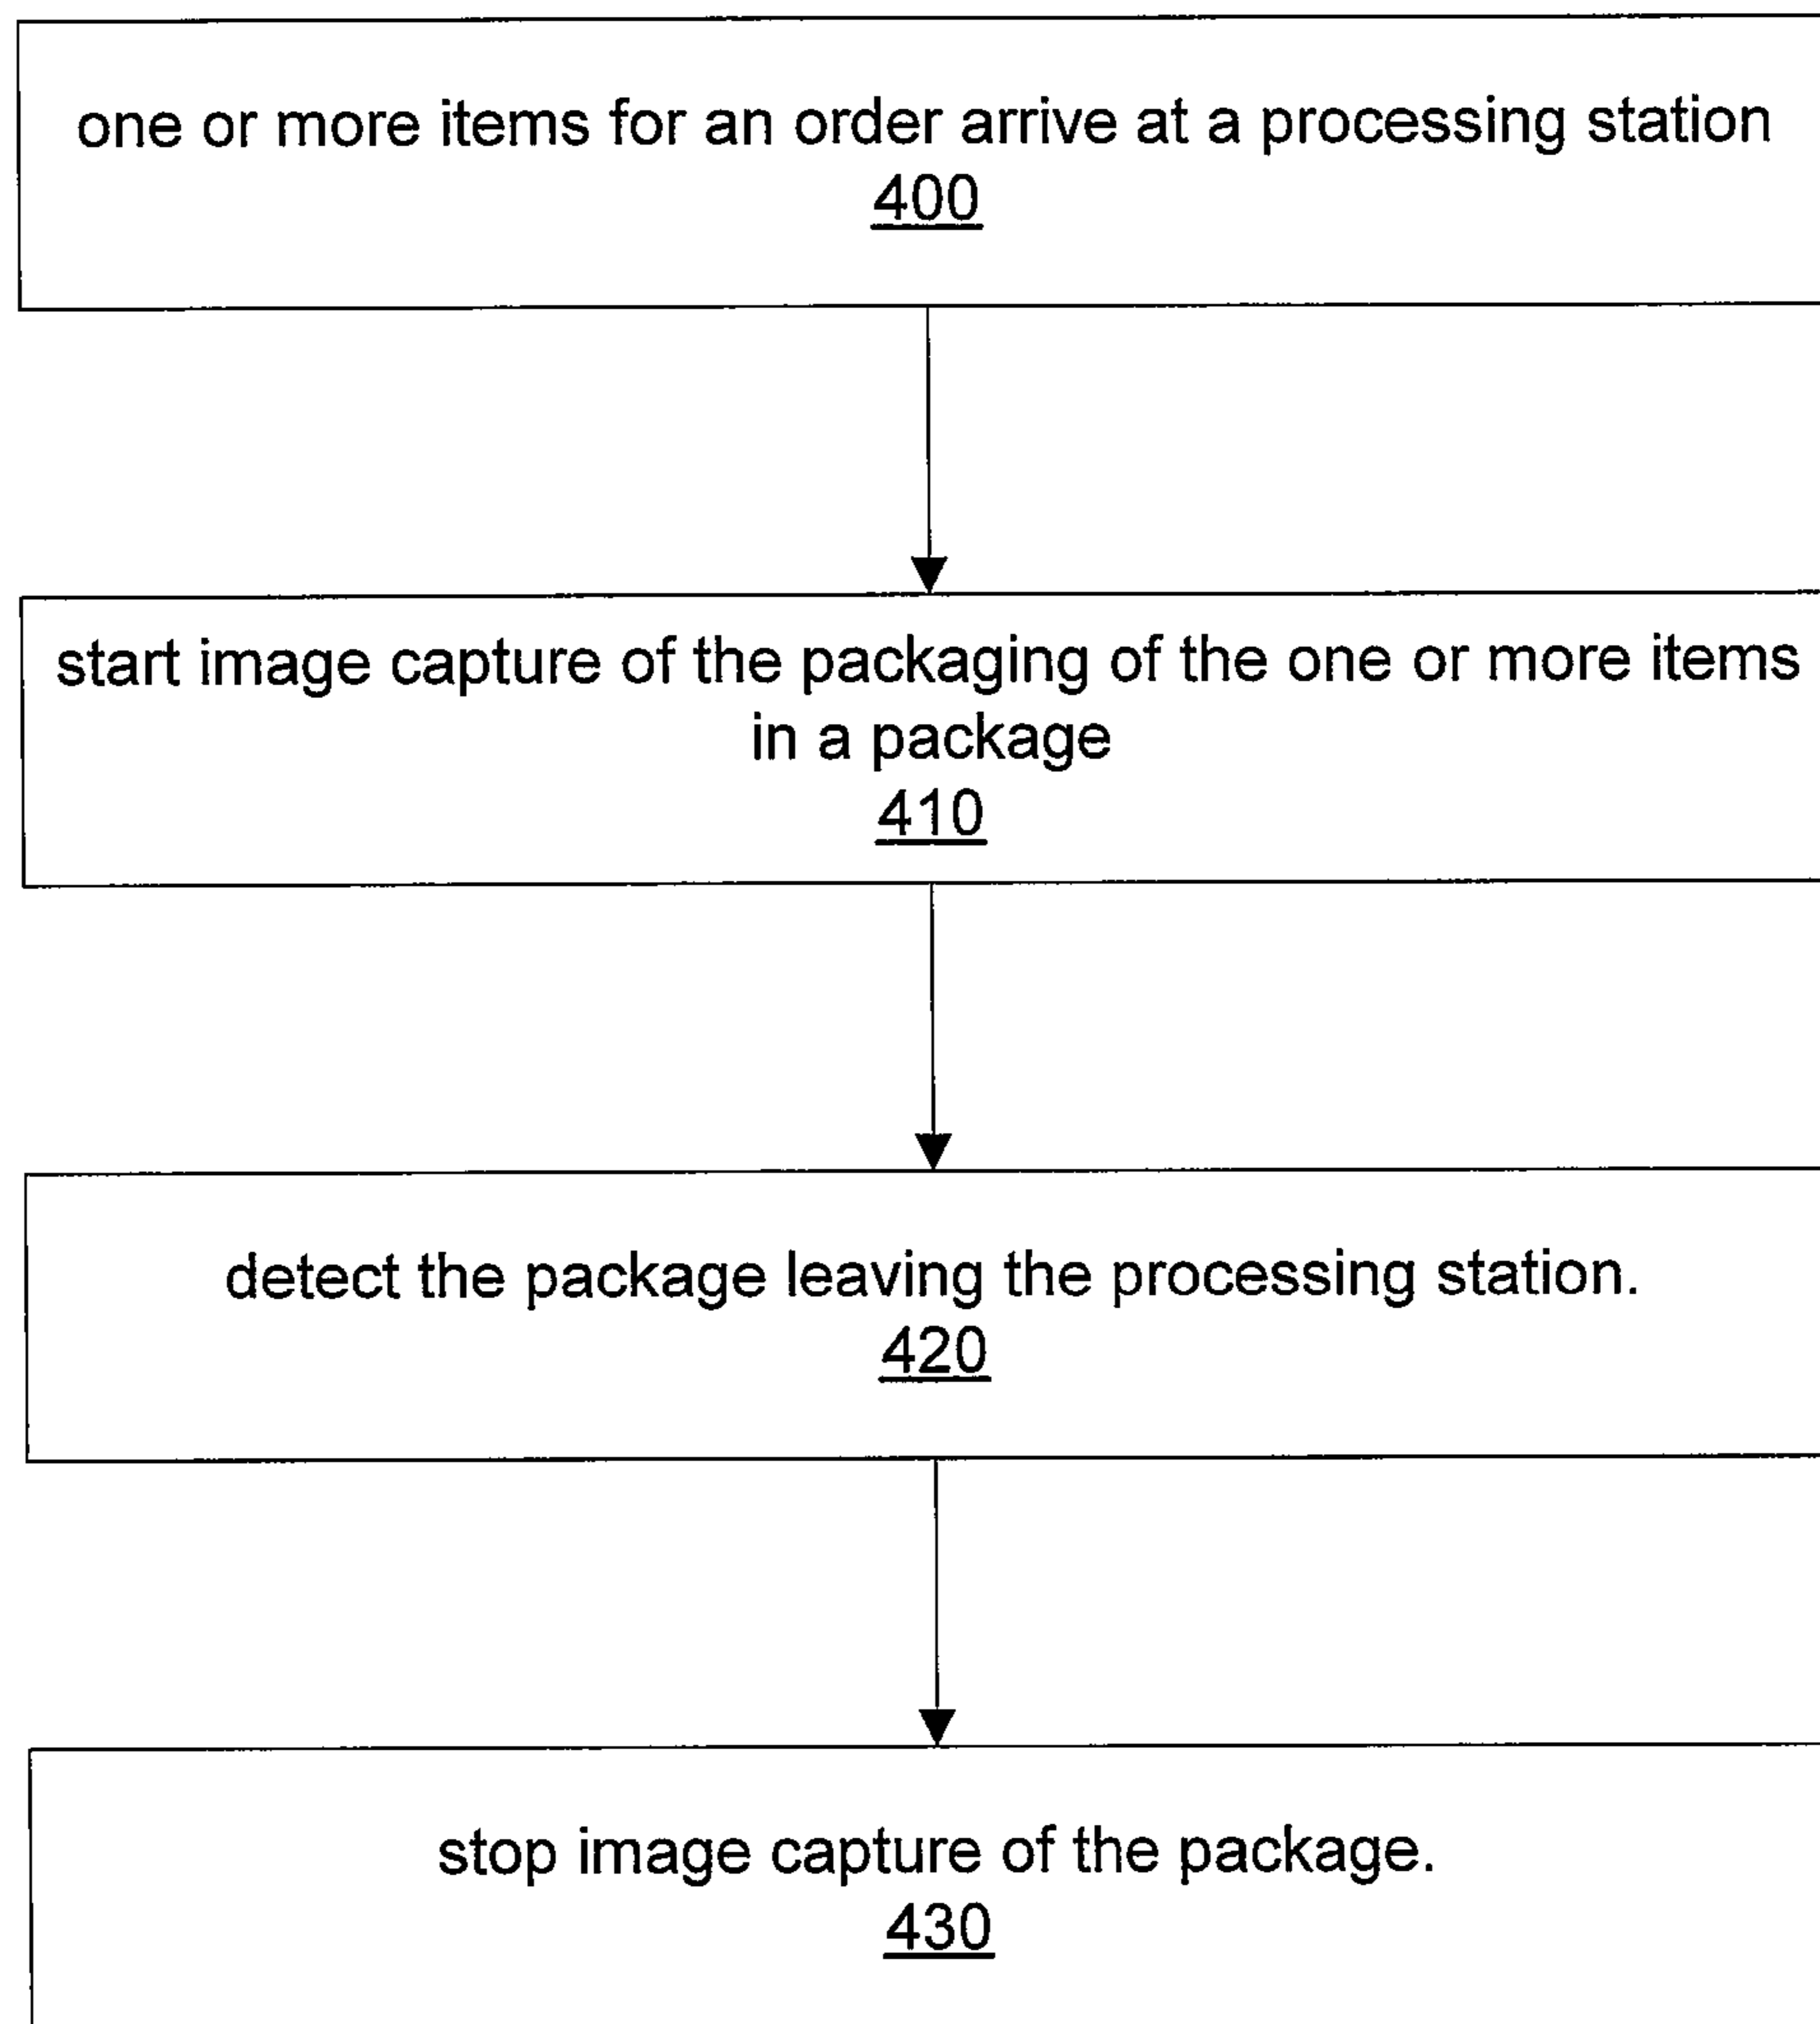 one or more items for an order arrive at a processing station
400
start image capture of the packaging of the one or more items
in a package
410
detect the package leaving the processing station.
420
stop image capture of the package.
430